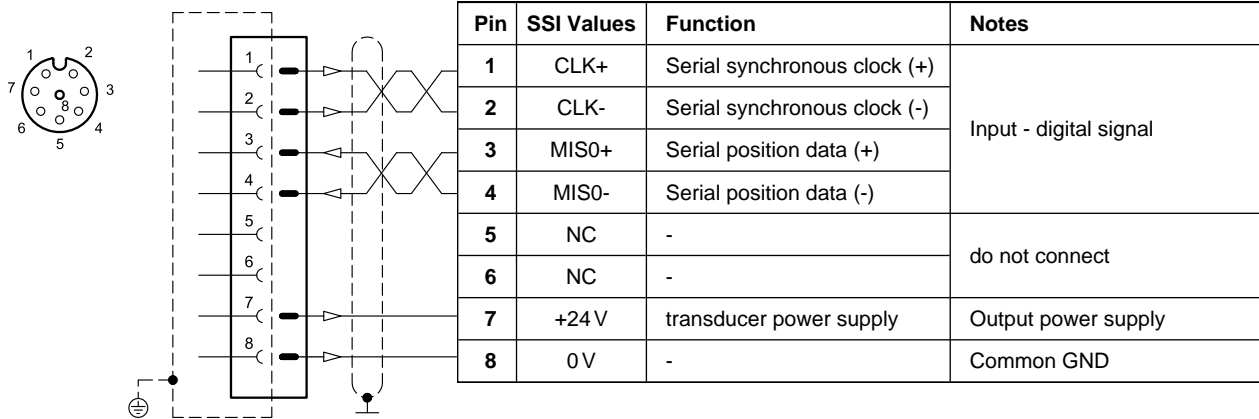 1 2
7 8 3
6 4
5
1
2
3
4
5
6
7
8
Pin SSI Values Function Notes
1 CLK+ Serial synchronous clock (+)
2 CLK- Serial synchronous clock (-)
Input - digital signal
3 MIS0+ Serial position data (+)
4 MIS0- Serial position data (-)
5 NC -
do not connect
6 NC -
7 +24 V transducer power supply Output power supply
8 0 V - Common GND